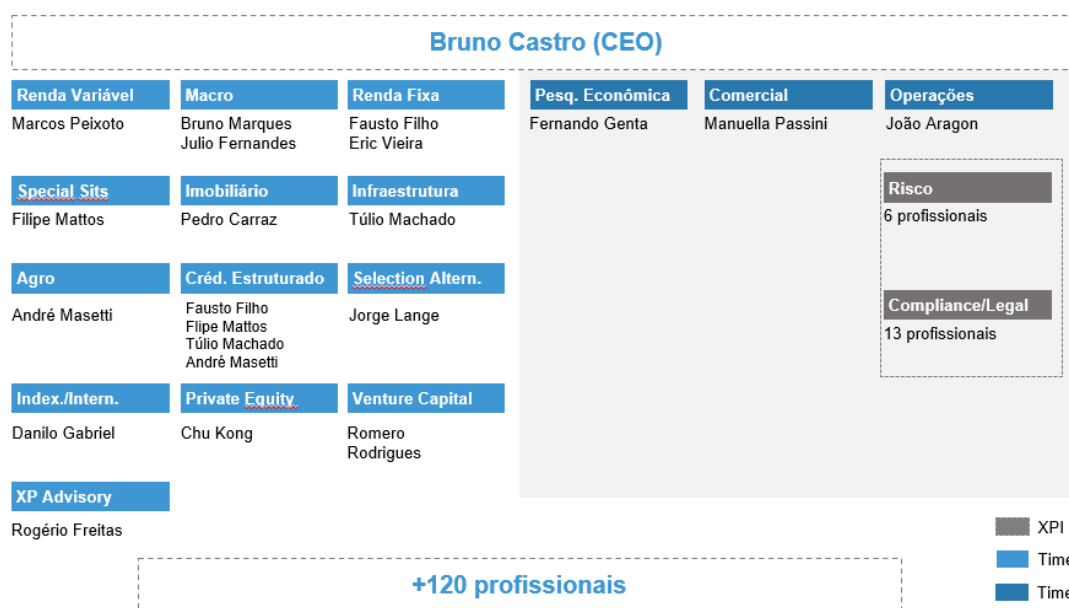 Bruno Castro (CEO)
Renda Variável
Marcos Peixoto
Macro
Bruno Marques
Julio Fernandes
Renda Fixa
Fausto Filho
Eric Vieira
Pesq. Econômica
Fernando Genta
Comercial
Manuella Passini
Operações
João Aragon
Special Sits
Filipe Mattos
Imobiliário
Pedro Carraz
Infraestrutura
Túlio Machado
Risco
6 profissionais
Agro
André Masetti
Créd. Estruturado
Fausto Filho
Flipe Mattos
Túlio Machado
André Masetti
Selection Altern.
Jorge Lange
Compliance/Legal
13 profissionais
Index./Intern.
Danilo Gabriel
Private Equity
Chu Kong
Venture Capital
Romero
Rodrigues
XP Advisory
Rogério Freitas
XPI
Time
Time
+120 profissionais